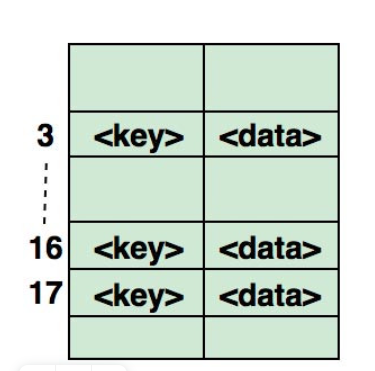 3 <key> <data>
16 <key> <data>
17 <key> <data>